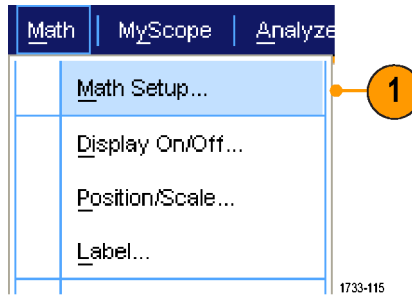 Math MyScope Analyze
Math Setup...
1
Display On/Off...
Position/Scale...
Label...
1733-115